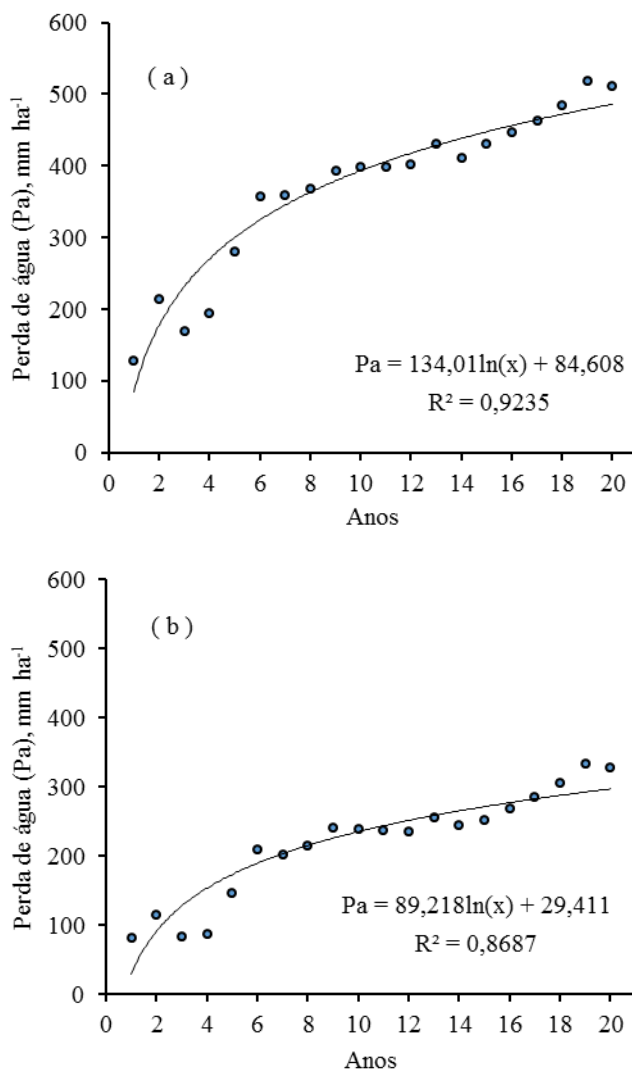 600
( a )
500
400
300
200
100
0
Perda de água (Pa), mm ha⁻¹
Pa = 134,01ln(x) + 84,608
R² = 0,9235
0 2 4 6 8 10 12 14 16 18 20
Anos
600
( b )
500
400
300
200
100
0
Perda de água (Pa), mm ha⁻¹
Pa = 89,218ln(x) + 29,411
R² = 0,8687
0 2 4 6 8 10 12 14 16 18 20
Anos